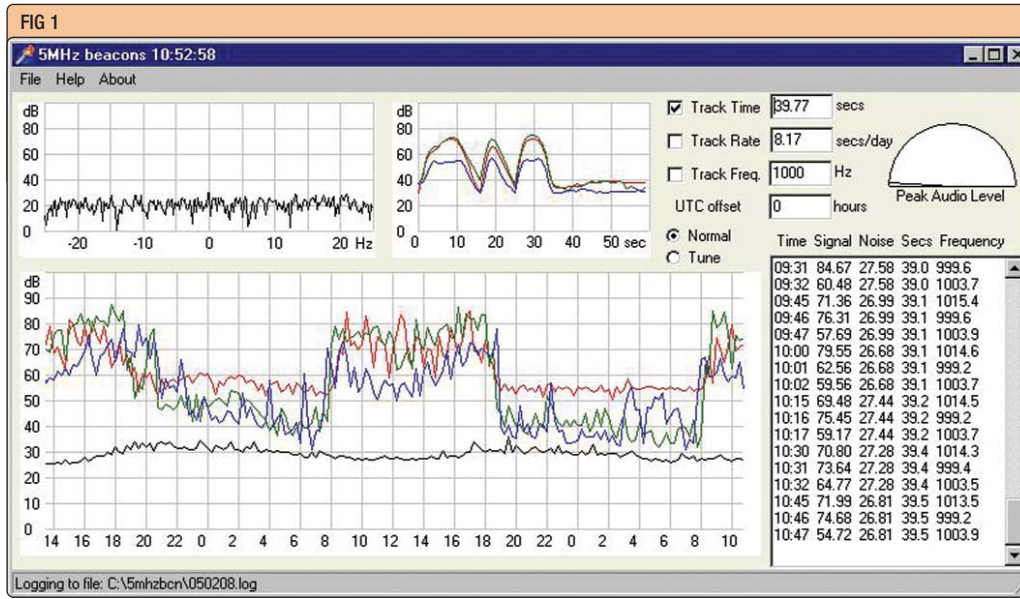 FIG 1
5MHz beacons 10:52:58
File Help About
dB
80
60
40
20
0
-20 -10 0 10 20 Hz
dB
80
60
40
20
0
0 10 20 30 40 50 sec
Track Time 39.77 secs
Track Rate 8.17 secs/day
Track Freq. 1000 Hz
UTC offset 0 hours
Normal
Tune
Peak Audio Level
dB
90
80
70
60
50
40
30
20
10
0
14 16 18 20 22 0 2 4 6 8 10 12 14 16 18 20 22 0 2 4 6 8 10
Time Signal Noise Secs Frequency
09:31 84.67 27.58 39.0 999.6
09:32 60.48 27.58 39.0 1003.7
09:45 71.36 26.99 39.1 1015.4
09:46 76.31 26.99 39.1 999.6
09:47 57.69 26.99 39.1 1003.9
10:00 79.55 26.68 39.1 1014.6
10:01 62.56 26.68 39.1 999.2
10:02 59.56 26.68 39.1 1003.7
10:15 69.48 27.44 39.2 1014.5
10:16 75.45 27.44 39.2 999.2
10:17 59.17 27.44 39.2 1003.7
10:30 70.80 27.28 39.4 1014.3
10:31 73.64 27.28 39.4 999.4
10:32 64.77 27.28 39.4 1003.5
10:45 71.99 26.81 39.5 1013.5
10:46 74.68 26.81 39.5 999.2
10:47 54.72 26.81 39.5 1003.9
Logging to file: C:\5mhzbcn\050208.log